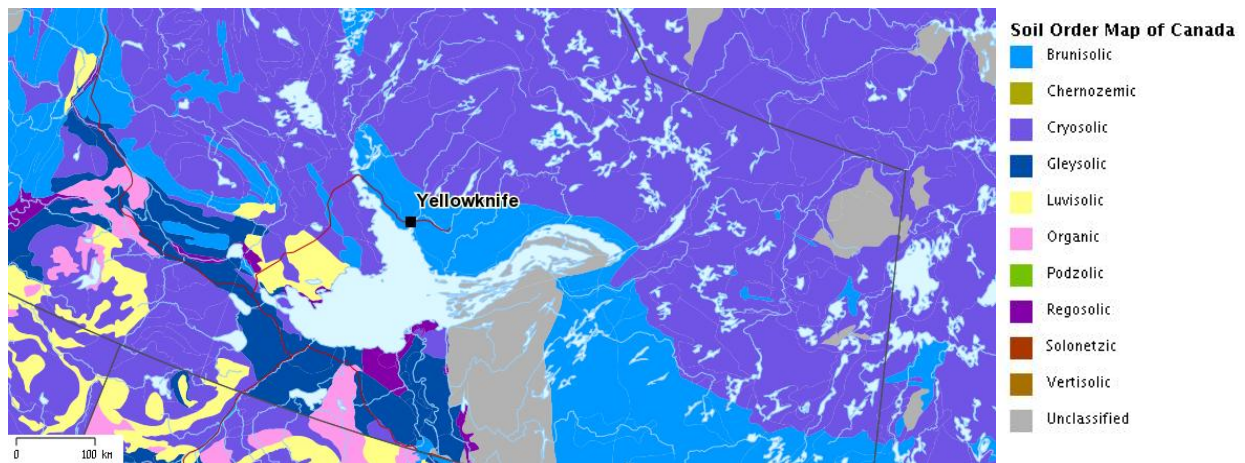 Yellowknife
0 100 km
Soil Order Map of Canada
Brunisolic
Chernozemic
Cryosolic
Gleysolic
Luvisolic
Organic
Podzolic
Regosolic
Solonetzic
Vertisolic
Unclassified